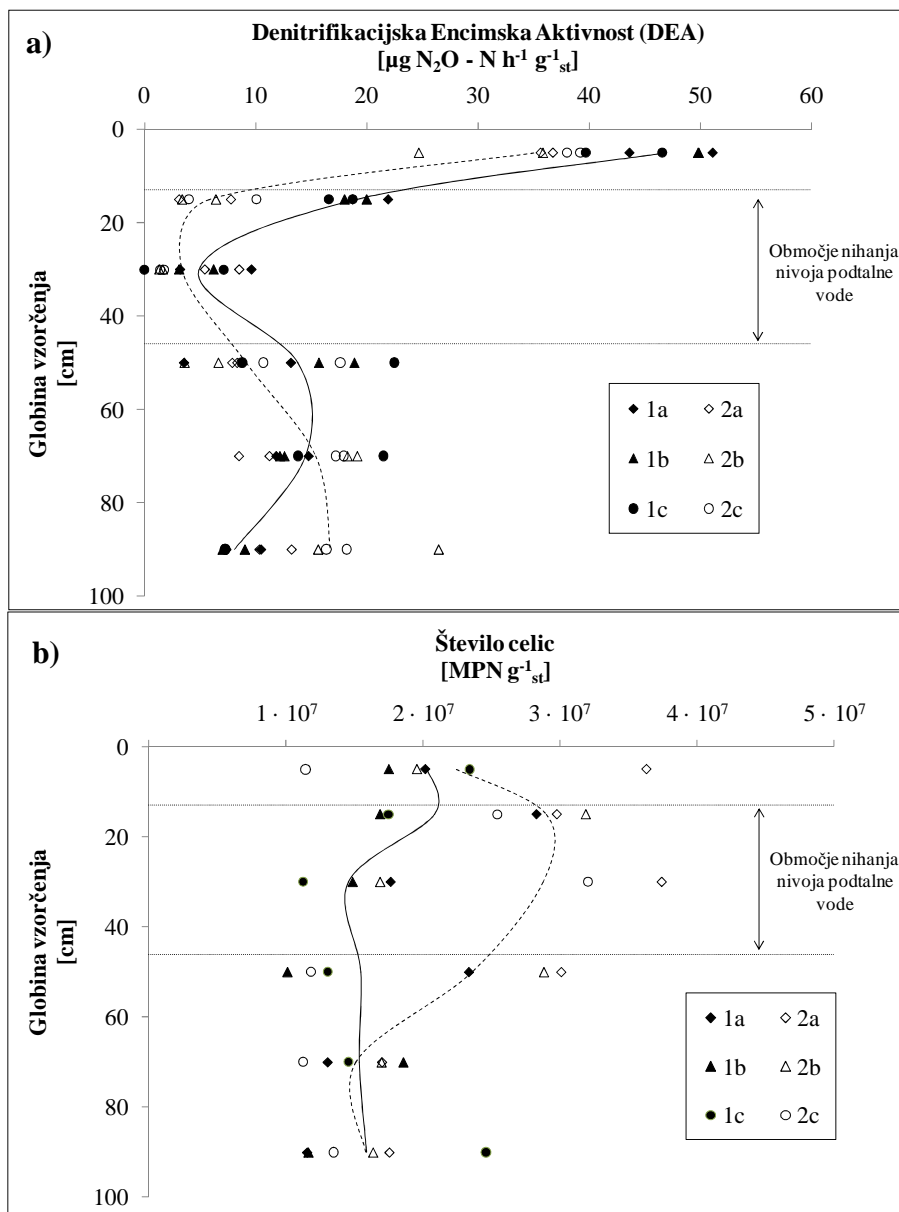 a)
Denitrifikacijska Encimska Aktivnost (DEA)
[µg N₂O - N h⁻¹ g⁻¹st]
0 10 20 30 40 50 60
0
20
40
60
80
100
Globina vzorčenja
[cm]
Območje nihanja
nivoja podtalne
vode
1a 2a
1b 2b
1c 2c
b)
Število celic
[MPN g⁻¹st]
1 · 10⁷ 2 · 10⁷ 3 · 10⁷ 4 · 10⁷ 5 · 10⁷
0
20
40
60
80
100
Globina vzorčenja
[cm]
Območje nihanja
nivoja podtalne
vode
1a 2a
1b 2b
1c 2c